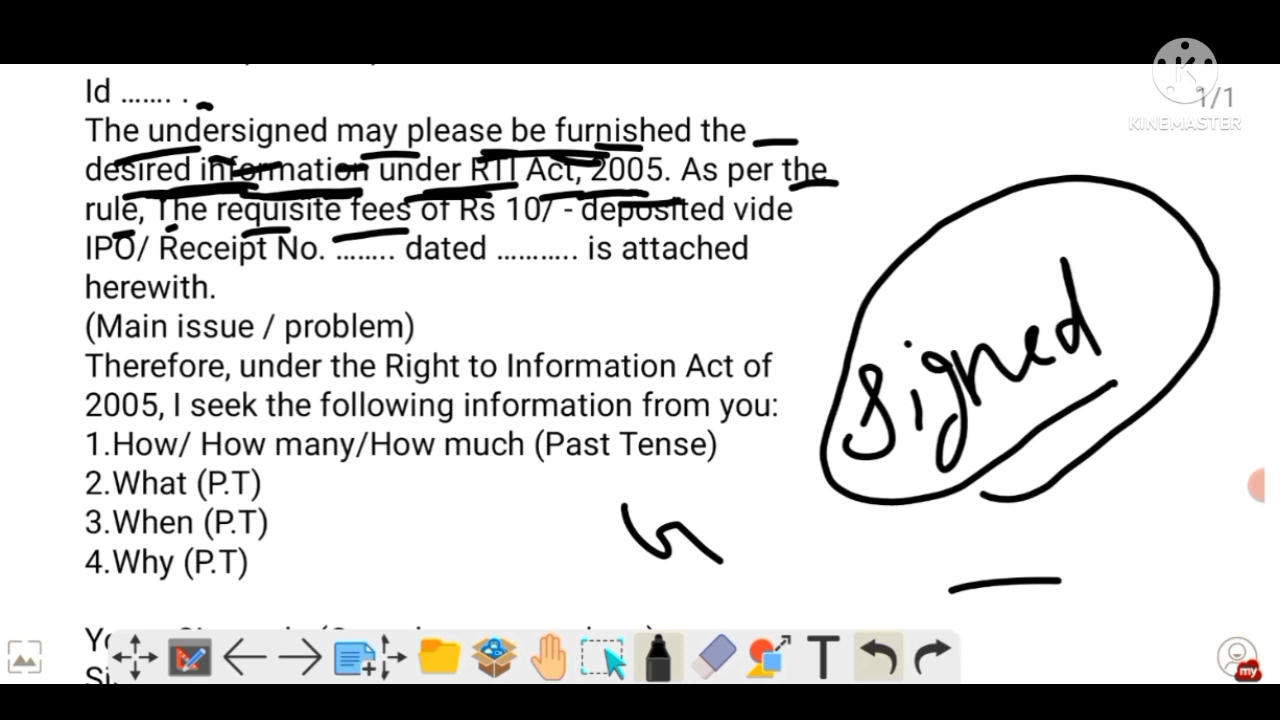 Id ....... .
The undersigned may please be furnished the
desired information under RTI Act, 2005. As per the
rule, The requisite fees of Rs 10/ - deposited vide
IPO/ Receipt No. ........ dated ........... is attached
herewith.
(Main issue / problem)
Therefore, under the Right to Information Act of
2005, I seek the following information from you:
1.How/ How many/How much (Past Tense)
2.What (P.T)
3.When (P.T)
4.Why (P.T)
Signed
1/1
K
KINEMASTER
T
my